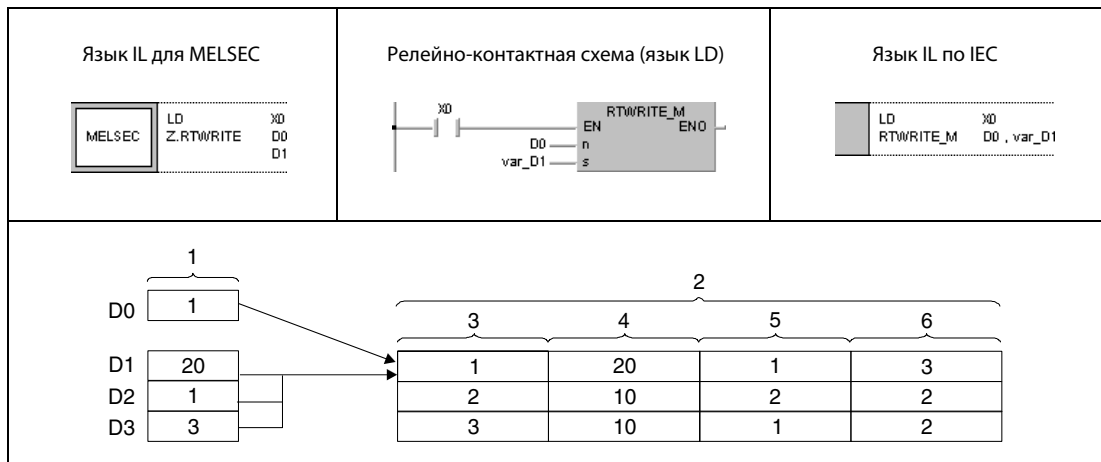 Язык IL для MELSEC
Релейно-контактная схема (язык LD)
Язык IL по IEC
MELSEC
LD X0
Z.RTWRITE D0
D1
X0
RTWRITE_M
EN ENO
D0 n
var_D1 s
LD X0
RTWRITE_M D0 , var_D1
1
2
D0 1
3 4 5 6
D1 20
D2 1
D3 3
1 20 1 3
2 10 2 2
3 10 1 2